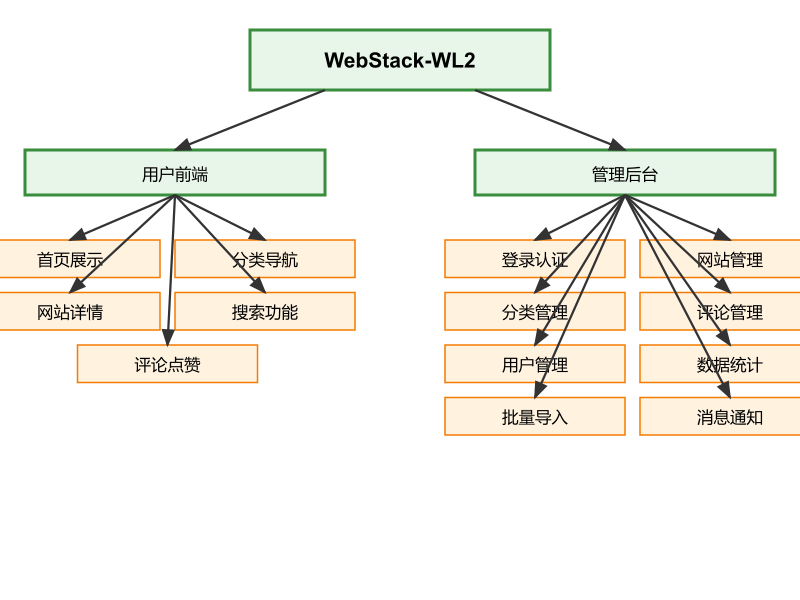 WebStack-WL2
用户前端
管理后台
首页展示
分类导航
登录认证
网站管理
网站详情
搜索功能
分类管理
评论管理
评论点赞
用户管理
数据统计
批量导入
消息通知